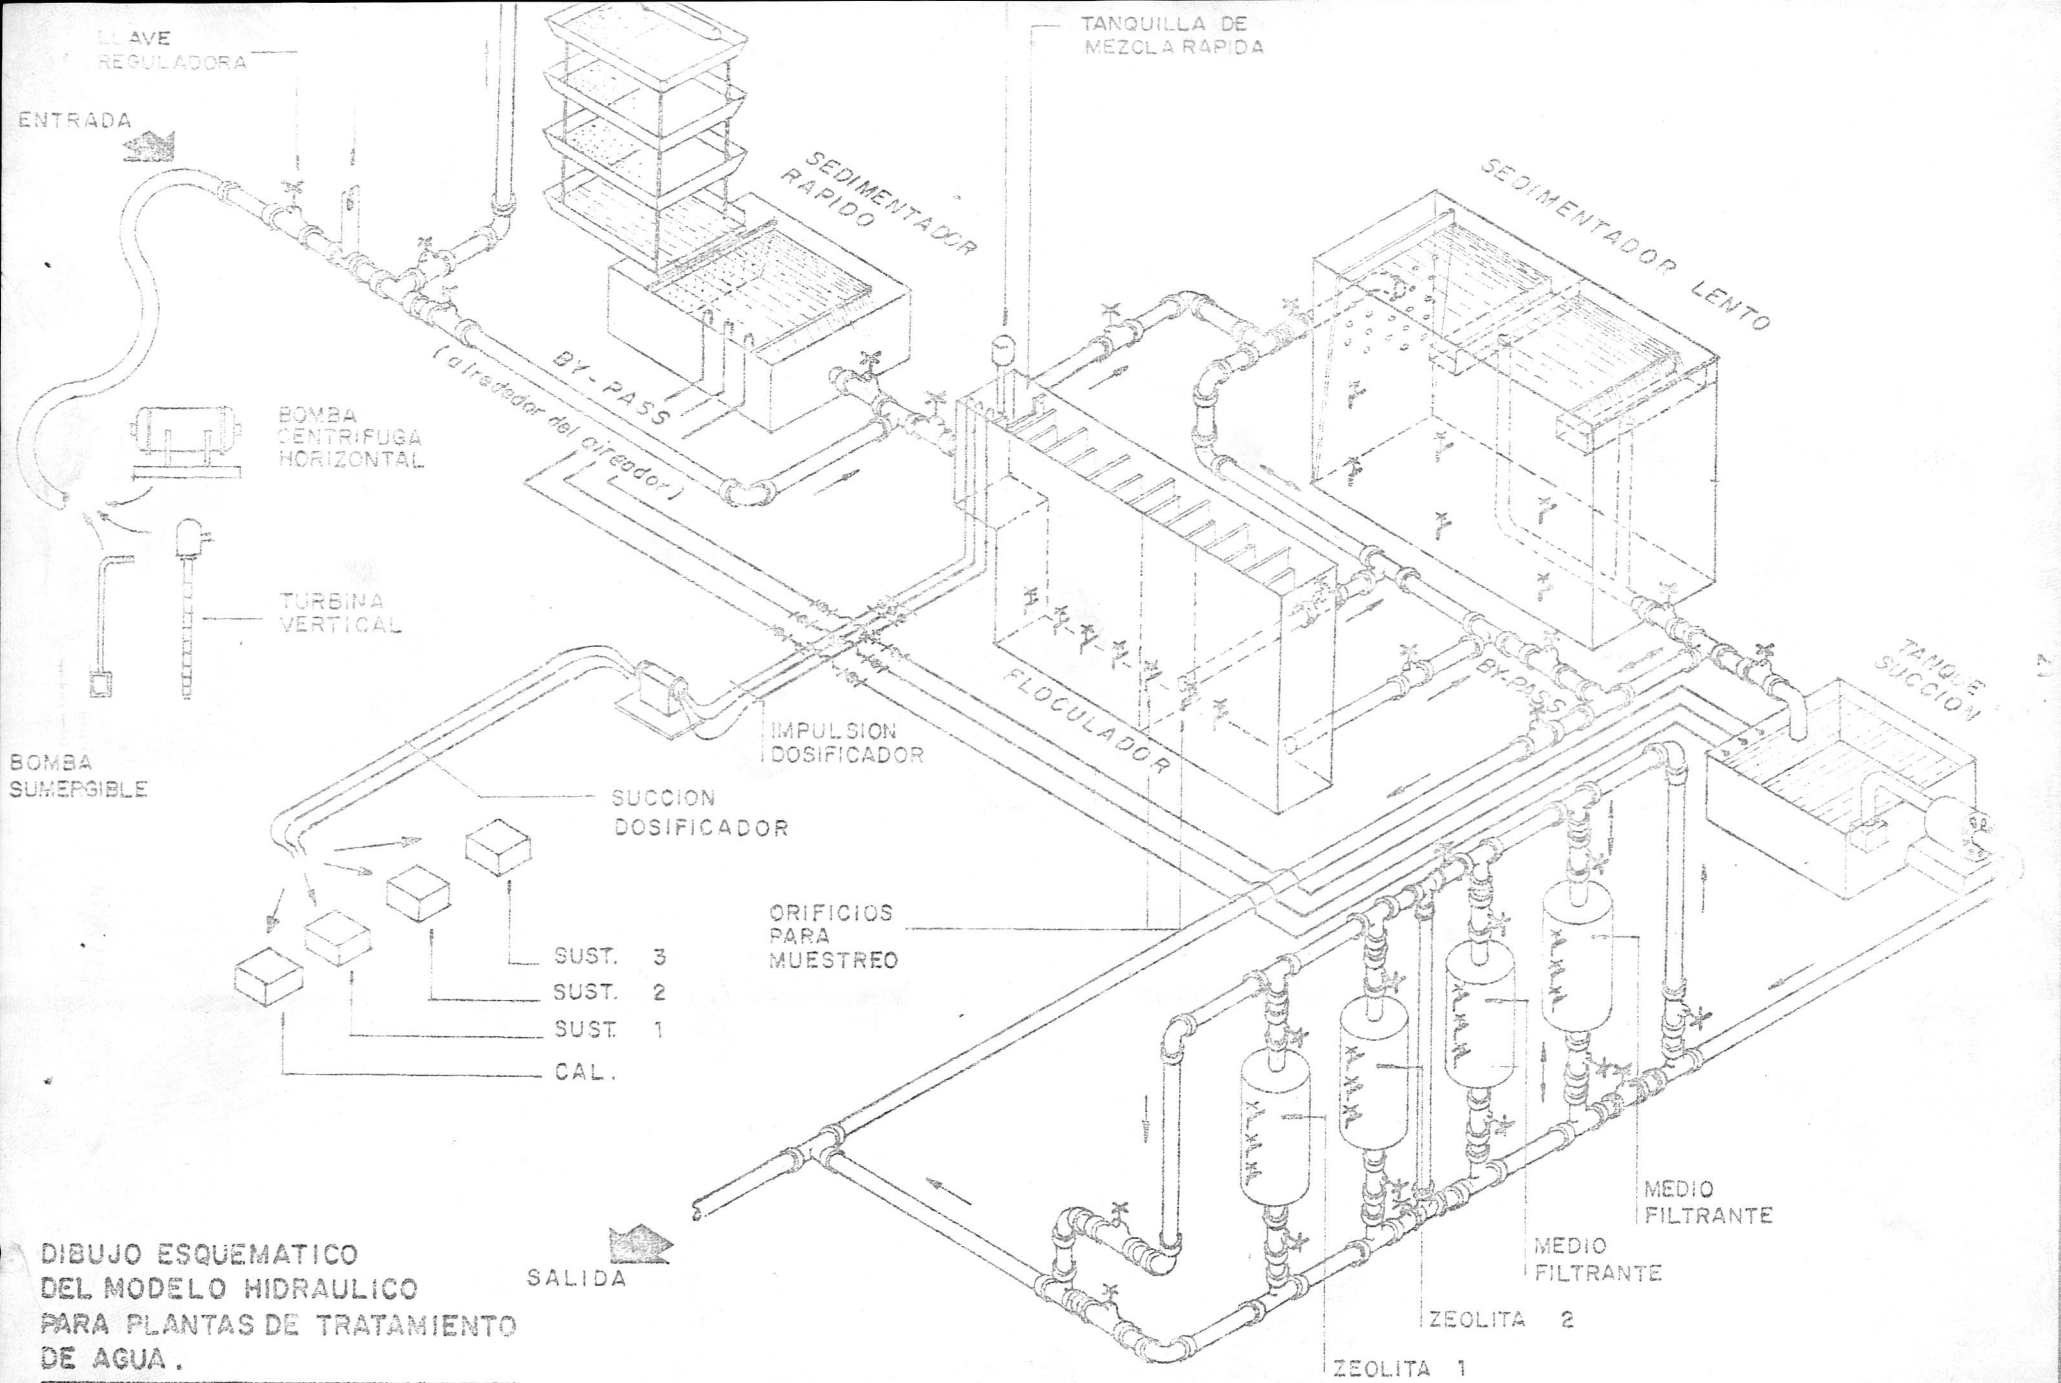 LLAVE
REGULADORA
ENTRADA
TANQUILLA DE
MEZCLA RAPIDA
SEDIMENTADOR
RAPIDO
SEDIMENTADOR LENTO
BY-PASS
(alrededor del aireador)
BOMBA
CENTRIFUGA
HORIZONTAL
TURBINA
VERTICAL
BOMBA
SUMERGIBLE
FLOCULADOR
BY-PASS
TANQUE
SUCCION
IMPULSION
DOSIFICADOR
SUCCION
DOSIFICADOR
ORIFICIOS
PARA
MUESTREO
SUST. 3
SUST. 2
SUST. 1
CAL.
MEDIO
FILTRANTE
MEDIO
FILTRANTE
ZEOLITA 2
ZEOLITA 1
SALIDA
DIBUJO ESQUEMATICO
DEL MODELO HIDRAULICO
PARA PLANTAS DE TRATAMIENTO
DE AGUA.